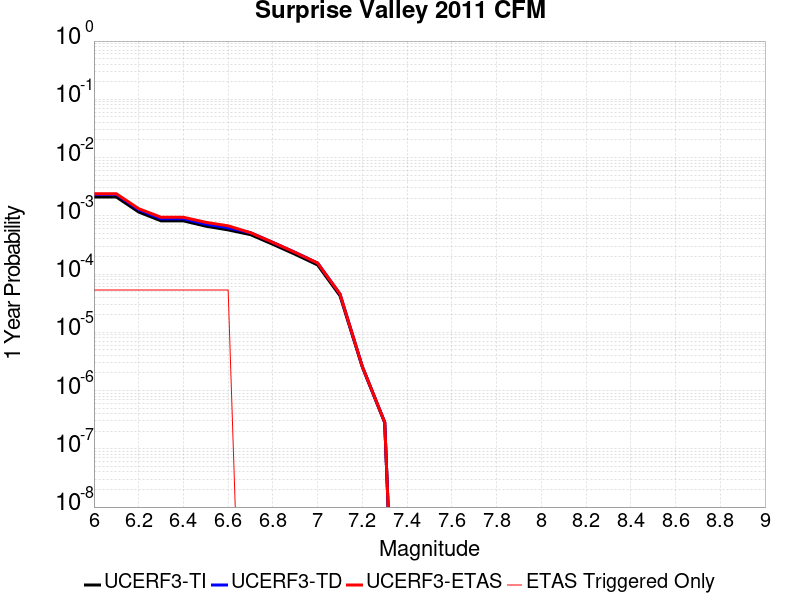 Surprise Valley 2011 CFM
10^0
10^-1
10^-2
10^-3
10^-4
10^-5
10^-6
10^-7
10^-8
1 Year Probability
6 6.2 6.4 6.6 6.8 7 7.2 7.4 7.6 7.8 8 8.2 8.4 8.6 8.8 9
Magnitude
UCERF3-TI UCERF3-TD UCERF3-ETAS ETAS Triggered Only